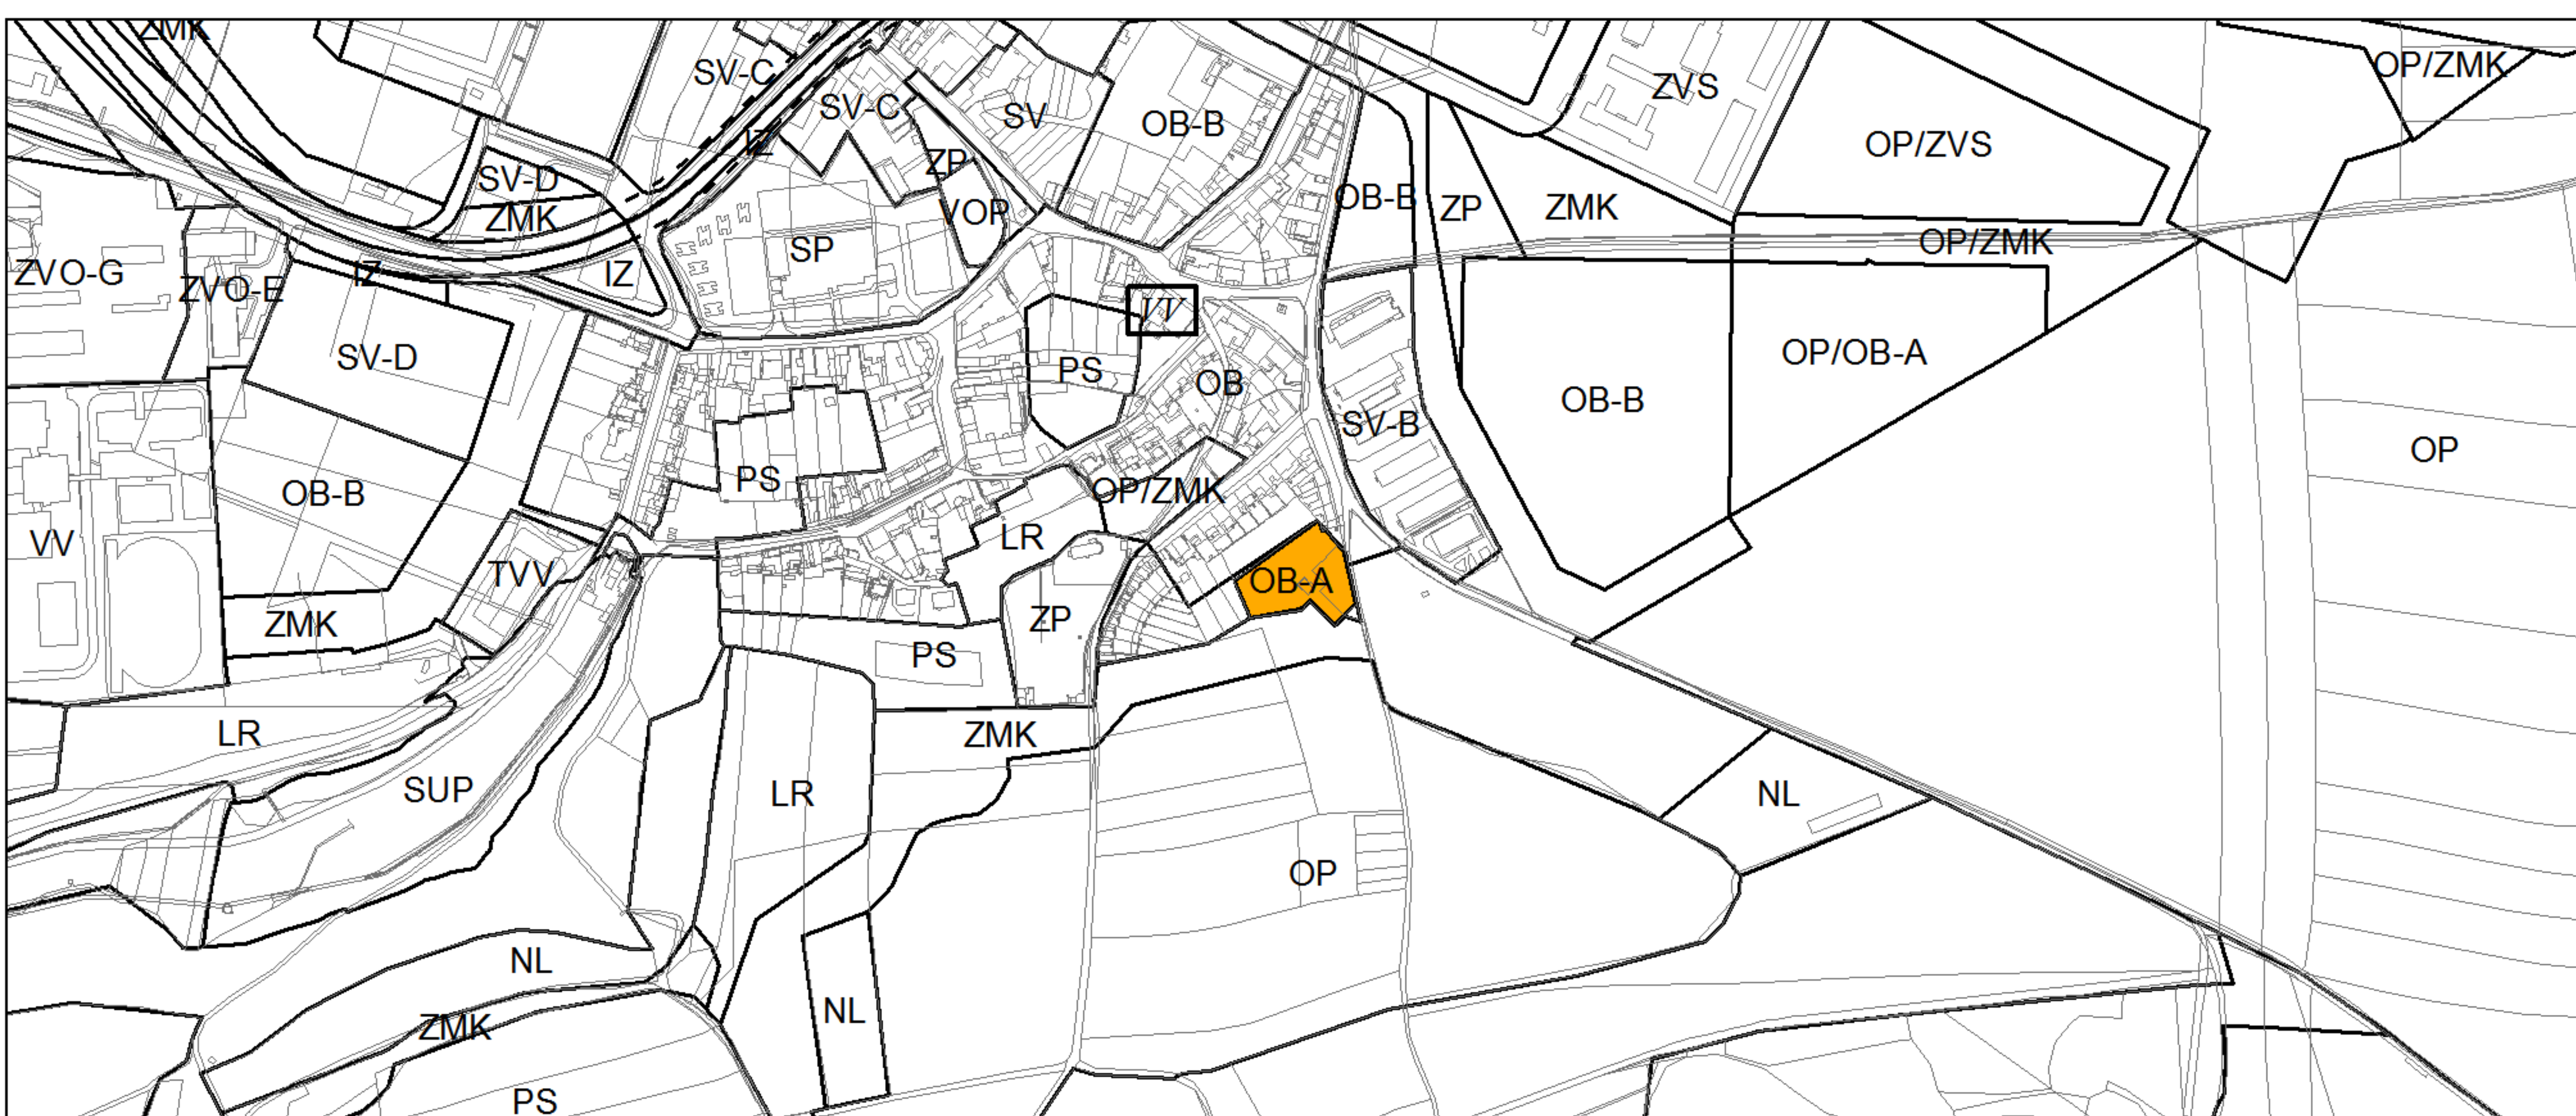 ZMK
SV-C
OP/ZMK
ZVS
SV-C
SV
OB-B
IZ
OP/ZVS
ZP
SV-D
ZMK
VOP
OB-B
ZP
ZMK
SP
OP/ZMK
ZVO-G
ZVO-E
IZ
IZ
VV
SV-D
PS
OB
OP/OB-A
OB-B
SV-B
OP
PS
OB-B
OP/ZMK
LR
VV
TVV
OB-A
ZMK
ZP
PS
LR
ZMK
SUP
LR
NL
OP
NL
NL
ZMK
PS